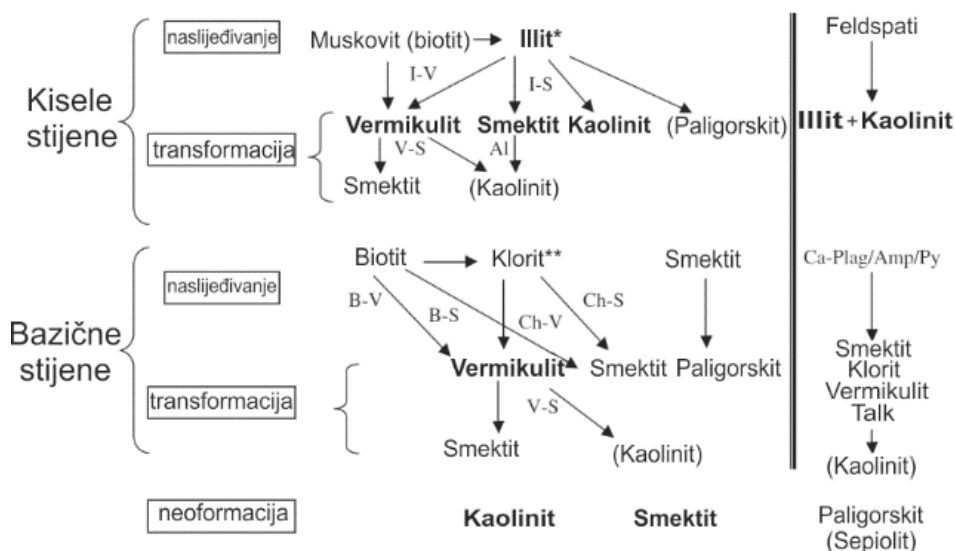 naslijeđivanje
Muskovit (biotit)
Illit*
Feldspati
I-V
I-S
Kisele
stijene
transformacija
Vermikulit
Smektit
Kaolinit
(Paligorskit)
Illit + Kaolinit
V-S
Al
Smektit
(Kaolinit)
naslijeđivanje
Biotit
Klorit**
Smektit
Ca-Plag/Amp/Py
B-V
B-S
Ch-V
Ch-S
Bazične
stijene
transformacija
Vermikulit
Smektit
Paligorskit
Smektit
Klorit
Vermikulit
Talk
V-S
Smektit
(Kaolinit)
(Kaolinit)
neoformacija
Kaolinit
Smektit
Paligorskit
(Sepiolit)